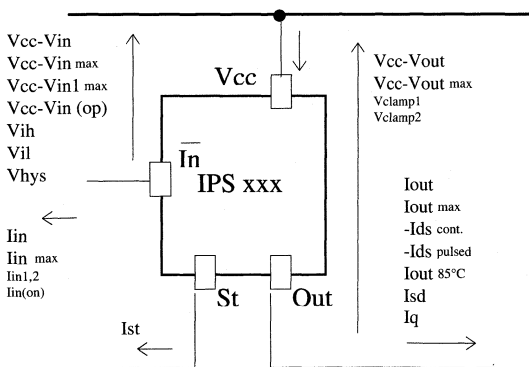 Vcc-Vin
Vcc-Vin max
Vcc-Vin1 max
Vcc-Vin (op)
Vih
Vil
Vhys
Iin
Iin max
Iin1,2
Iin(on)
Vcc
In
IPS xxx
St
Out
Ist
Vcc-Vout
Vcc-Vout max
Vclamp1
Vclamp2
Iout
Iout max
-Ids cont.
-Ids pulsed
Iout 85°C
Isd
Iq